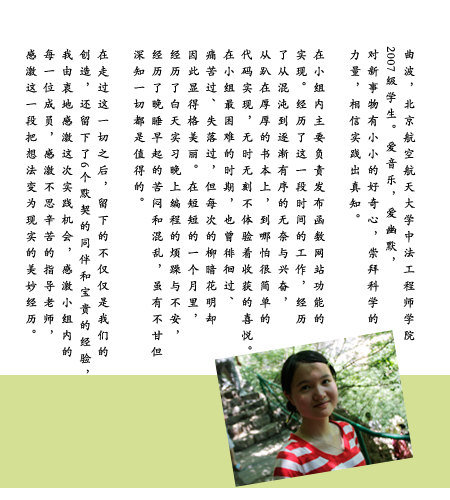 曲波，北京航空航天大学中法工程师学院
2007级学生。爱音乐，爱幽默，
对新事物有小小的好奇心，崇拜科学的
力量，相信实践出真知。
在小组内主要负责发布函数网站功能的
实现。经历了这一段时间的工作，经历
了从混沌到逐渐有序的无奈与兴奋，
从趴在厚厚的书本上，到哪怕很简单的
代码实现，无时无刻不体验着收获的喜悦。
在小组最困难的时期，也曾徘徊过、
痛苦过、失落过，但每次的柳暗花明却
因此显得格美丽。在短短的一个月里，
经历了白天实习晚上编程的烦躁与不安，
经历了晚睡早起的苦闷和混乱，虽有不甘但
深知一切都是值得的。
在走过这一切之后，留下的不仅仅是我们的
创造，还留下了6个默契的同伴和宝贵的经验，
我由衷地感激这次实践机会，感激小组内的
每一位成员，感激不思辛苦的指导老师，
感激这一段把想法变为现实的美妙经历。